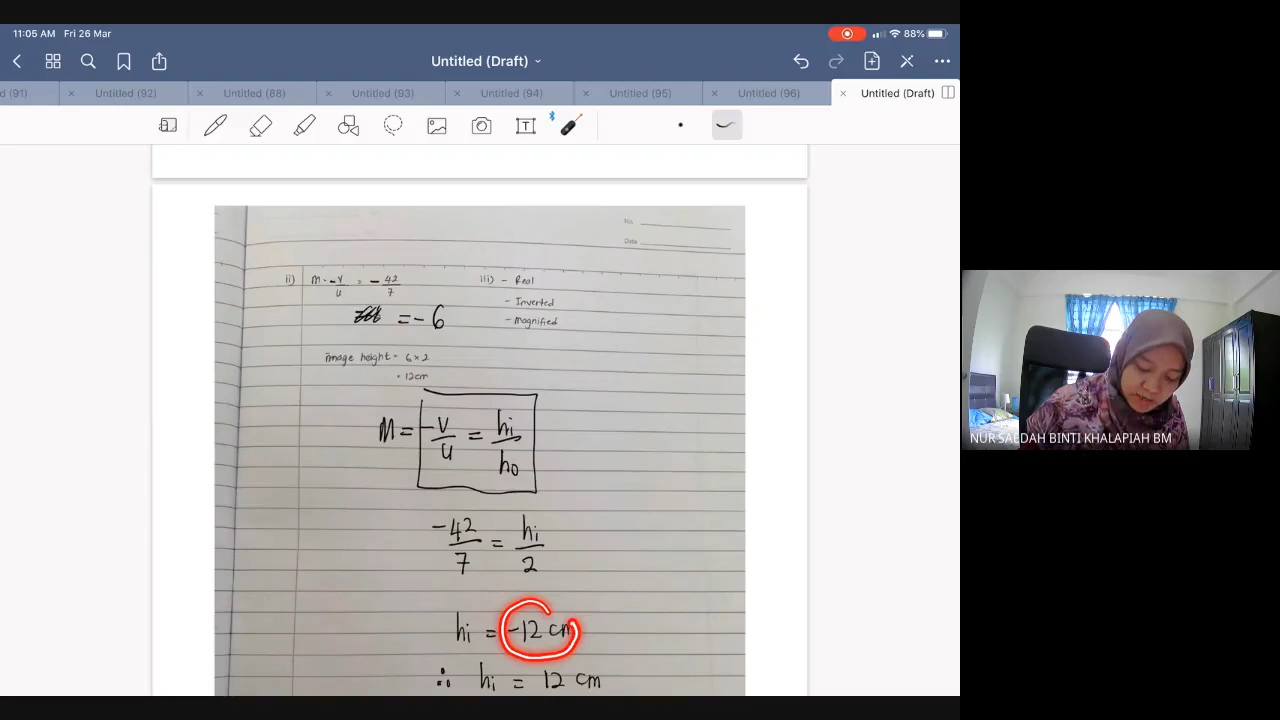 11:05 AM Fri 26 Mar
88%
Untitled (Draft)
d (91)
Untitled (92)
Untitled (88)
Untitled (93)
Untitled (94)
Untitled (95)
Untitled (96)
Untitled (Draft)
T
No.
Date
ii) M = -v/u = - 42/7
= - 6
iii) - Real
- Inverted
- Magnified
Image height = 6 x 2
= 12cm
M = -v/u = hi/ho
-42/7 = hi/2
hi = -12 cm
∴ hi = 12 cm
NUR SAEDAH BINTI KHALAPIAH BM